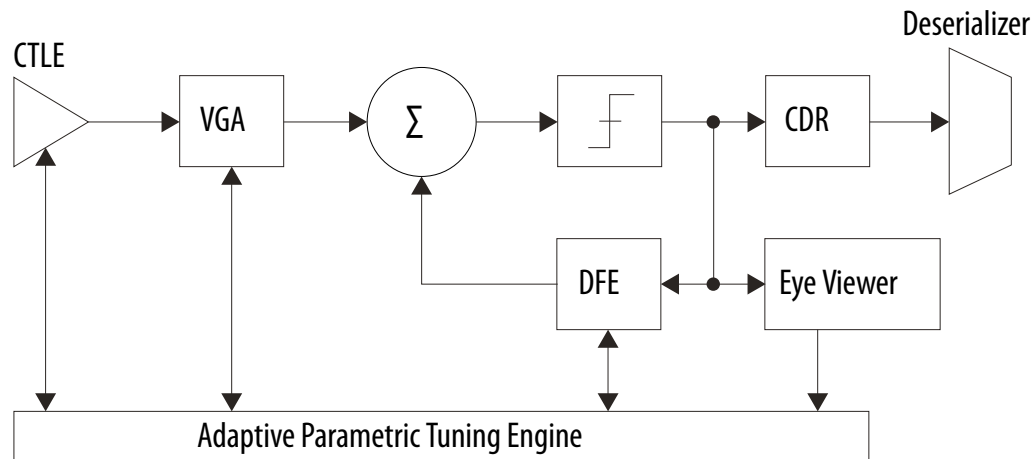 Deserializer
CTLE
VGA
Σ
CDR
DFE
Eye Viewer
Adaptive Parametric Tuning Engine